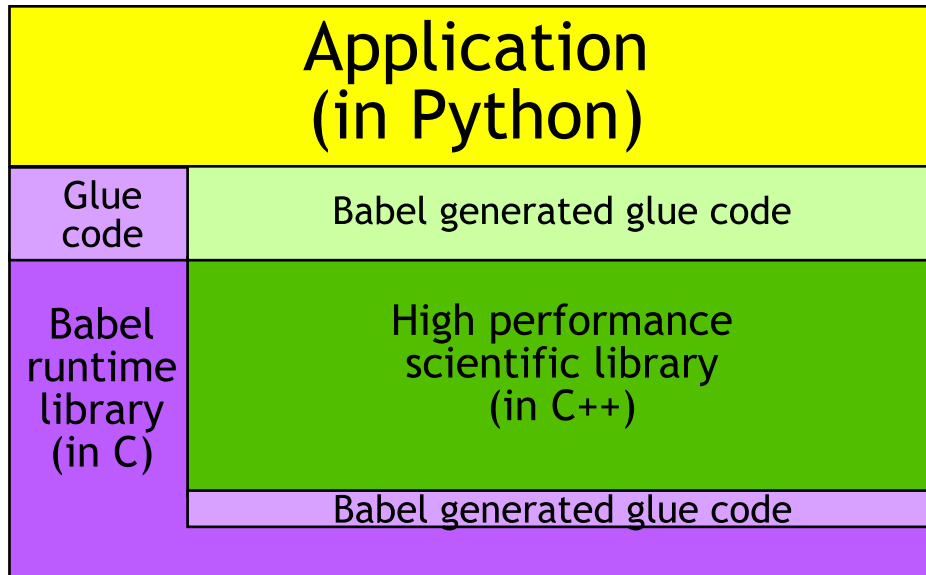 Application
(in Python)
Glue
code
Babel generated glue code
Babel
runtime
library
(in C)
High performance
scientific library
(in C++)
Babel generated glue code